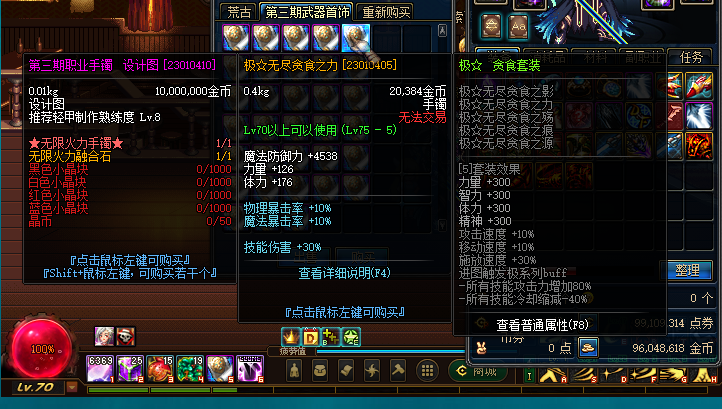 荒古 第三期武器首饰 重新购买
第三期职业手镯 设计图 [23010410]
0.01kg 10,000,000金币
设计图
推荐轻甲制作熟练度 Lv.8
★无限火力手镯★ 1/1
无限火力融合石 1/1
黑色小晶块 0/1000
白色小晶块 0/1000
红色小晶块 0/1000
蓝色小晶块 0/1000
晶币 0/50
『点击鼠标左键可购买』
『Shift+鼠标左键, 可购买若干个』
极☆无尽贪食之力 [23010405]
0.4kg 20,384金币
手镯
无法交易
Lv70以上可以使用 (Lv75 - 5)
魔法防御力 +4538
力量 +126
体力 +176
物理暴击率 +10%
魔法暴击率 +10%
技能伤害 +30%
查看详细说明(F4)
『点击鼠标左键可购买』
极☆ 贪食套装
极☆无尽贪食之影
极☆无尽贪食之力
极☆无尽贪食之殇
极☆无尽贪食之痕
极☆无尽贪食之源
[5]套装效果
力量 +300
智力 +300
体力 +300
精神 +300
攻击速度 +10%
移动速度 +10%
施放速度 +30%
进图触发极系列buff
-所有技能攻击力增加80%
-所有技能冷却缩减-40%
查看普通属性(F8)
任务
整理
0 个
99,109,314 点券
0 点
96,048,618 金币
100%
Lv.70
疲劳值
商城
6369 25 20 19
1 2 3 4 5 6
A S D F G H